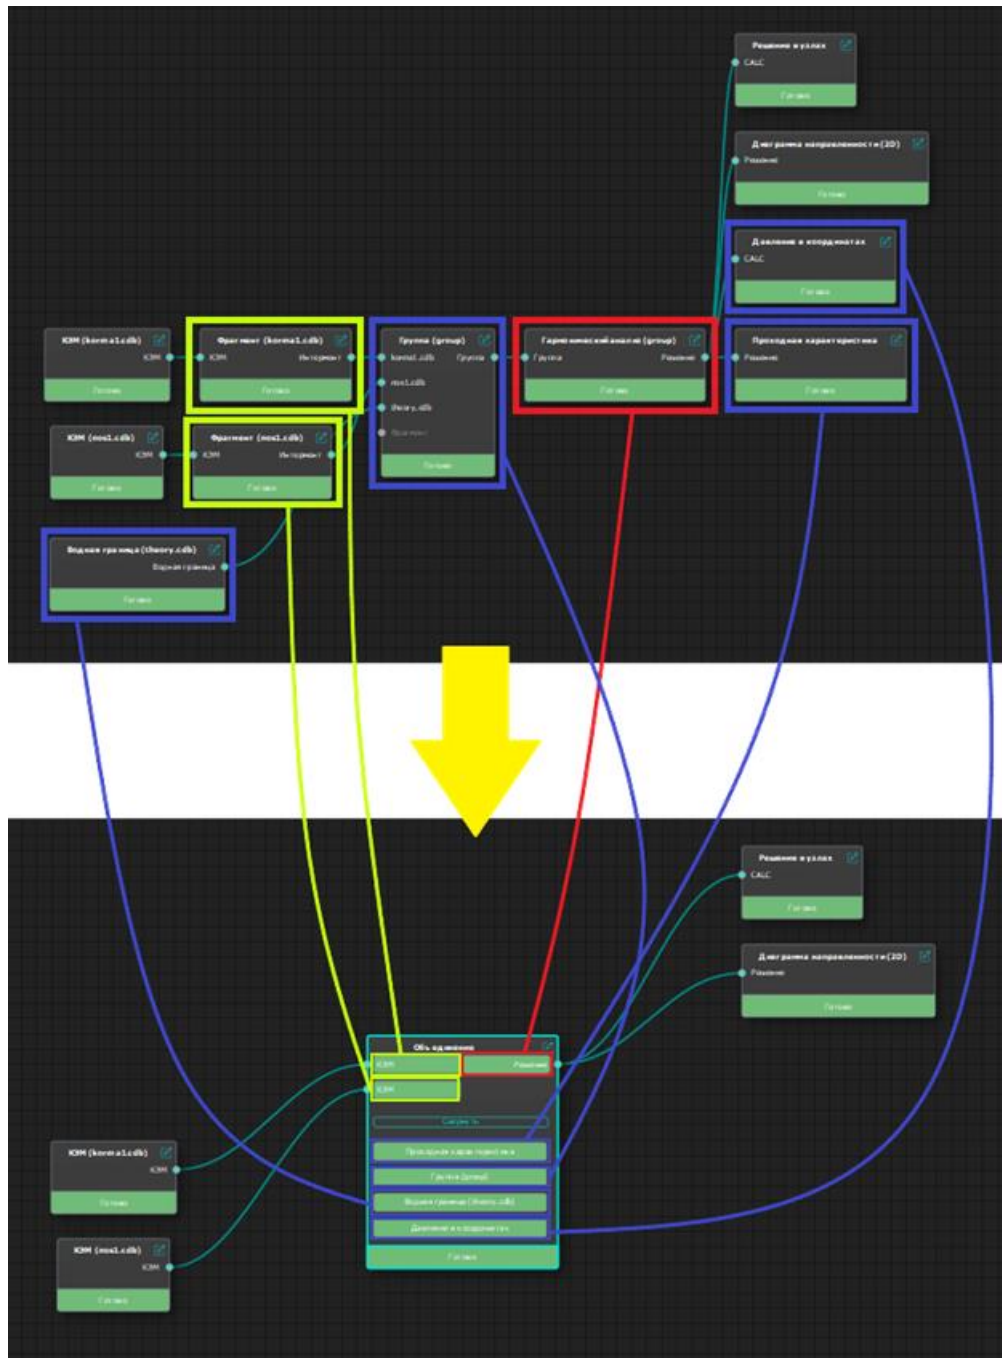 Решение в узлах
CALC
Готово
Диаграмма направленности (2D)
Решение
Готово
Давление в координатах
CALC
Готово
КЭМ (korma1.cdb)
КЭМ
Готово
Фрагмент (korma1.cdb)
КЭМ
Интормонт
Готово
Группа (group)
korma1.cdb
Группа
nos1.cdb
theory.cdb
Фрагмент
Готово
Гармонический анализ (group)
Группа
Решение
Готово
Проходная характеристика
Решение
Готово
КЭМ (nos1.cdb)
КЭМ
Готово
Фрагмент (nos1.cdb)
КЭМ
Интормонт
Готово
Водная граница (theory.cdb)
Водная граница
Готово
Решение в узлах
CALC
Готово
Диаграмма направленности (2D)
Решение
Готово
Объединение
КЭМ
Решение
КЭМ
Свернуть
Проходная характеристика
Группа (group)
Водная граница (theory.cdb)
Давление в координатах
Готово
КЭМ (korma1.cdb)
КЭМ
Готово
КЭМ (nos1.cdb)
КЭМ
Готово